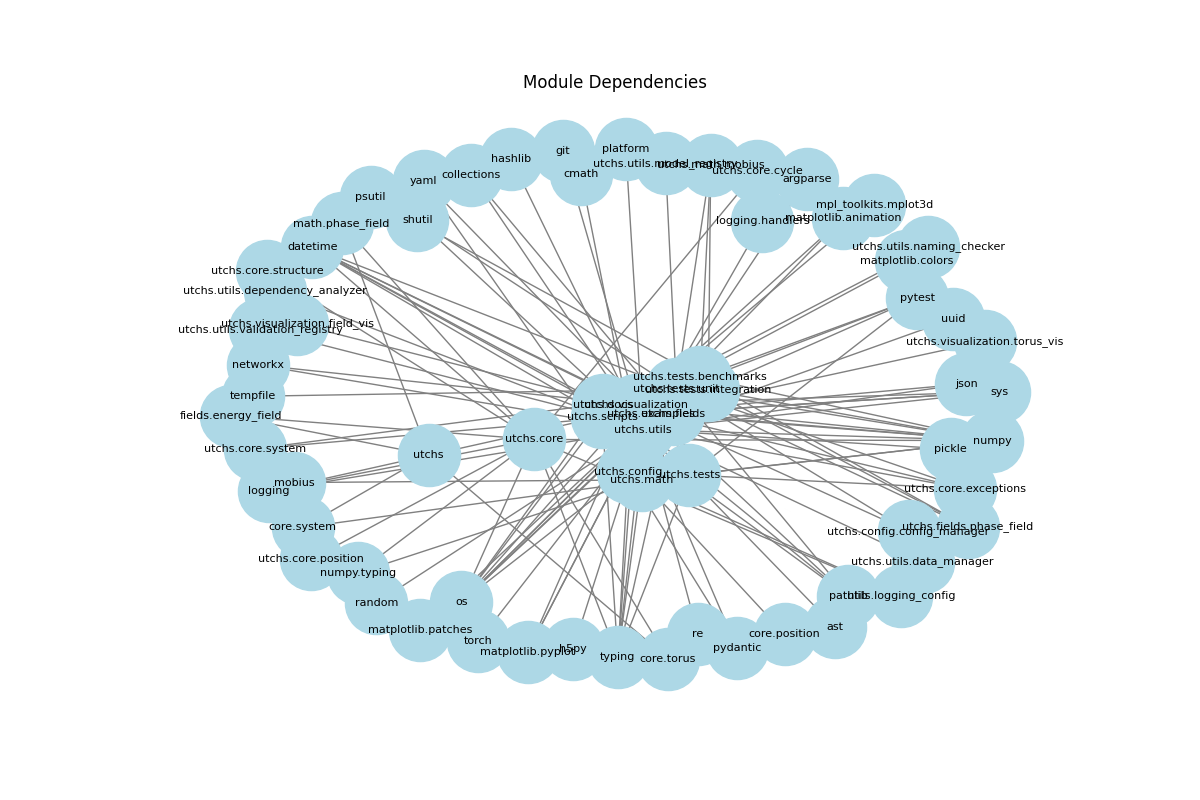 Module Dependencies
platform
git
hashlib
utchs.utils.model_registry
utchs.math.mobius
utchs.core.cycle
cmath
collections
argparse
yaml
psutil
mpl_toolkits.mplot3d
matplotlib.animation
shutil
logging.handlers
math.phase_field
datetime
utchs.utils.naming_checker
matplotlib.colors
utchs.core.structure
utchs.utils.dependency_analyzer
pytest
uuid
utchs.visualization.field_vis
utchs.utils.validation_registry
utchs.visualization.torus_vis
networkx
utchs.tests.benchmarks
utchs.tests.unit
utchs.tests.integration
json
sys
tempfile
utchs.docs
utchs.visualization
utchs.scripts
utchs.examples
utchs.fields
fields.energy_field
utchs.utils
utchs.core
numpy
utchs.core.system
pickle
utchs
utchs.config
utchs.math
utchs.tests
mobius
logging
utchs.core.exceptions
core.system
utchs.fields.phase_field
utchs.config.config_manager
utchs.core.position
utchs.utils.data_manager
numpy.typing
random
os
pathlib
utils.logging_config
matplotlib.patches
ast
torch
re
core.position
matplotlib.pyplot
h5py
typing
core.torus
pydantic